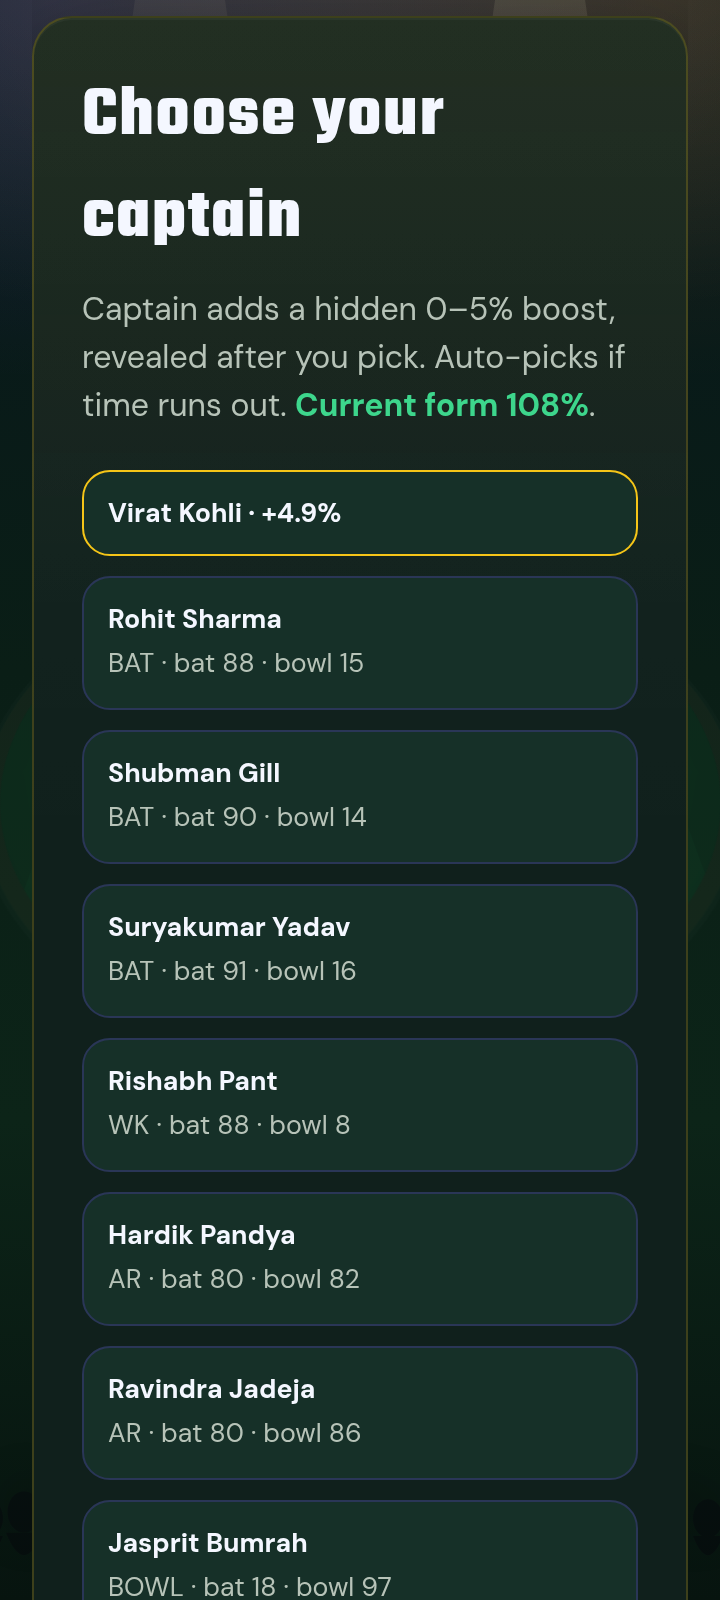 Choose your
captain
Captain adds a hidden 0–5% boost,
revealed after you pick. Auto-picks if
time runs out. Current form 108%.
Virat Kohli · +4.9%
Rohit Sharma
BAT · bat 88 · bowl 15
Shubman Gill
BAT · bat 90 · bowl 14
Suryakumar Yadav
BAT · bat 91 · bowl 16
Rishabh Pant
WK · bat 88 · bowl 8
Hardik Pandya
AR · bat 80 · bowl 82
Ravindra Jadeja
AR · bat 80 · bowl 86
Jasprit Bumrah
BOWL · bat 18 · bowl 97